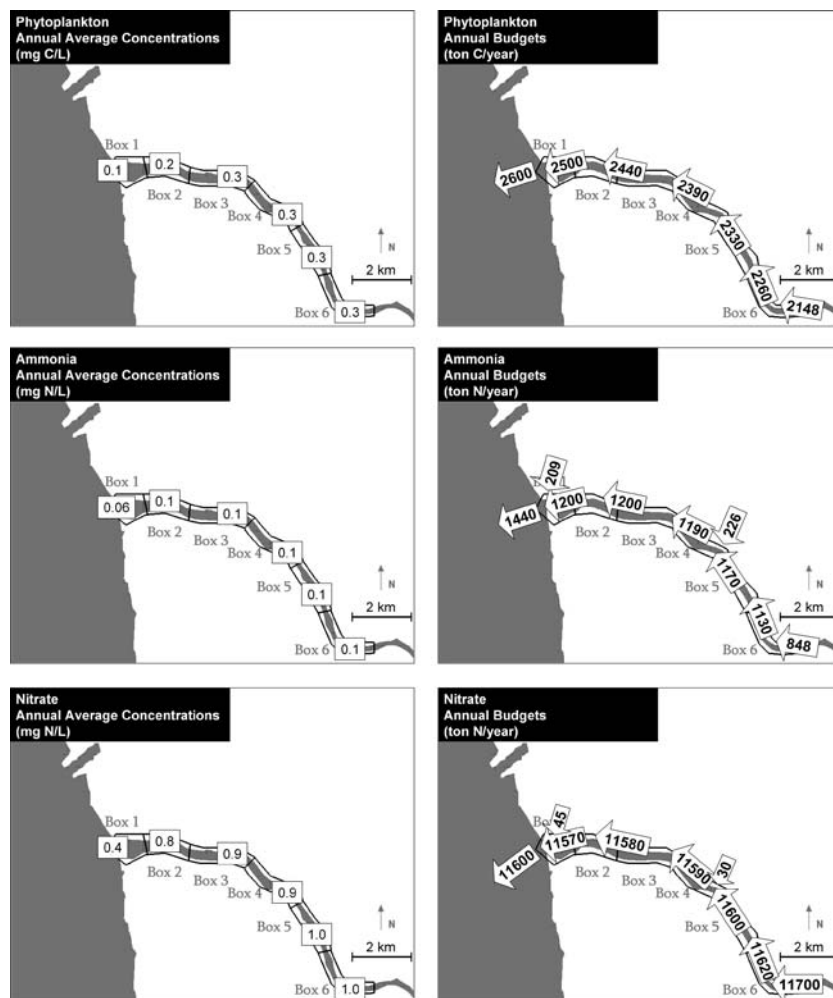 Phytoplankton
Annual Average Concentrations
(mg C/L)
Box 1
0.1
0.2
0.3
Box 2
Box 3
Box 4
0.3
Box 5
0.3
N
2 km
Box 6
0.3
Phytoplankton
Annual Budgets
(ton C/year)
Box 1
2600
2500
2440
2390
Box 2
Box 3
Box 4
2330
Box 5
2260
N
2 km
Box 6
2148
Ammonia
Annual Average Concentrations
(mg N/L)
Box 1
0.06
0.1
0.1
Box 2
Box 3
Box 4
0.1
Box 5
0.1
N
2 km
Box 6
0.1
Ammonia
Annual Budgets
(ton N/year)
209
1440
1200
1200
1190
226
Box 2
Box 3
Box 4
1170
Box 5
1130
N
2 km
Box 6
848
Nitrate
Annual Average Concentrations
(mg N/L)
Box 1
0.4
0.8
0.9
Box 2
Box 3
Box 4
0.9
Box 5
1.0
N
2 km
Box 6
1.0
Nitrate
Annual Budgets
(ton N/year)
45
11600
11570
11580
11590
30
Box 2
Box 3
Box 4
11600
Box 5
11620
N
2 km
Box 6
11700